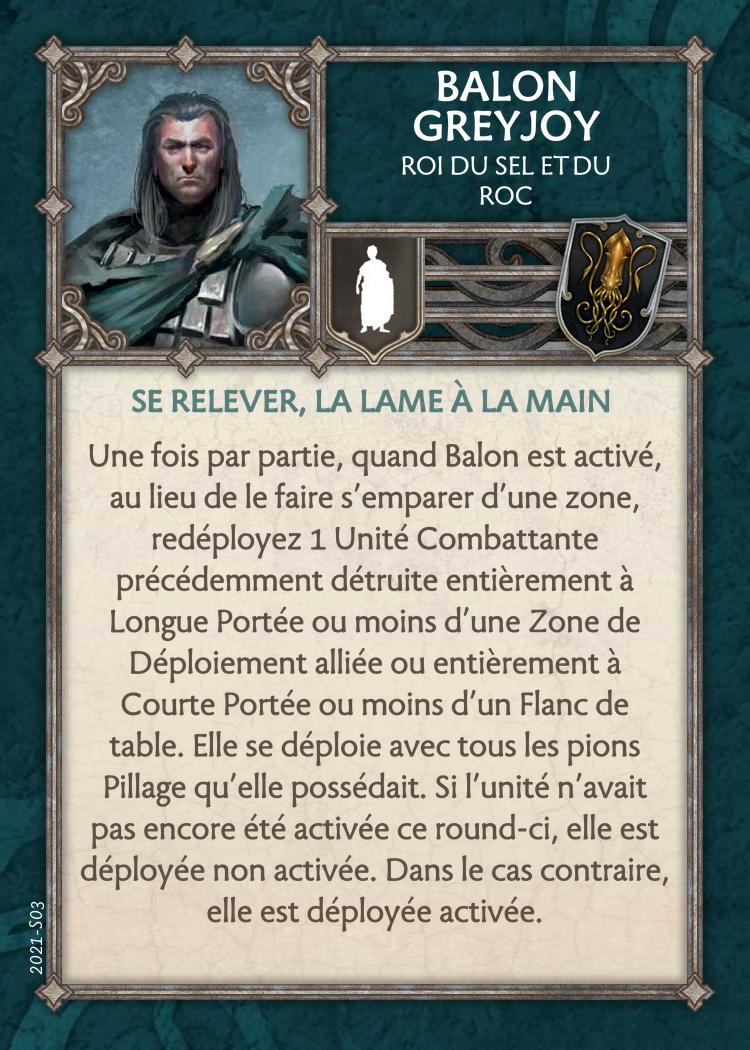 BALON
GREYJOY
ROI DU SEL ET DU
ROC
SE RELEVER, LA LAME À LA MAIN
Une fois par partie, quand Balon est activé,
au lieu de le faire s’emparer d’une zone,
redéployez 1 Unité Combattante
précédemment détruite entièrement à
Longue Portée ou moins d’une Zone de
Déploiement alliée ou entièrement à
Courte Portée ou moins d’un Flanc de
table. Elle se déploie avec tous les pions
Pillage qu’elle possédait. Si l’unité n’avait
pas encore été activée ce round-ci, elle est
déployée non activée. Dans le cas contraire,
elle est déployée activée.
2021-S03